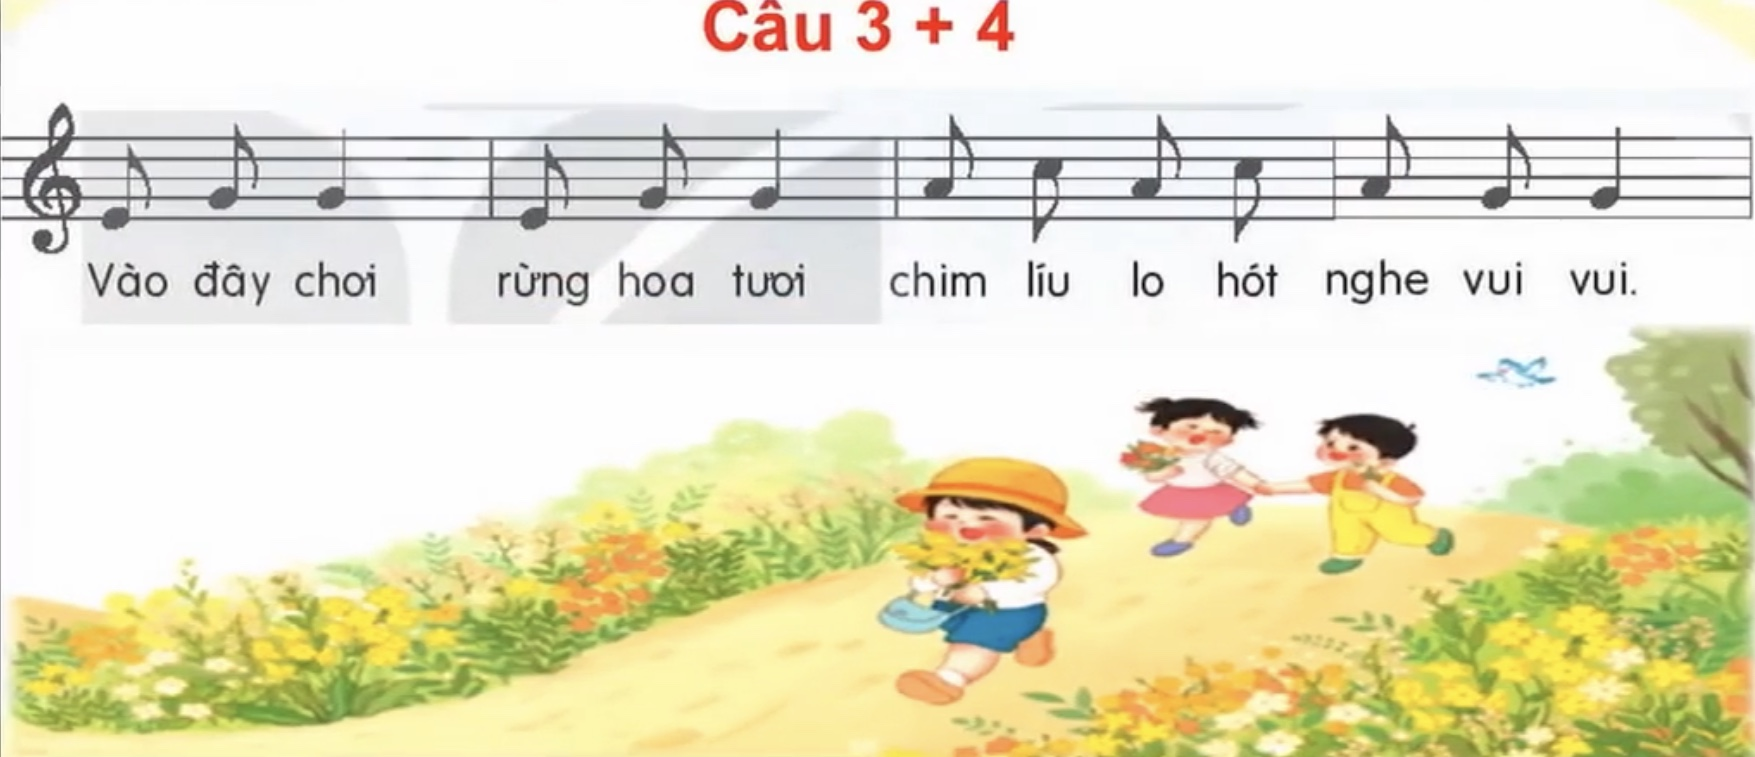 Câu 3 + 4
Vào đây chơi rừng hoa tươi chim líu lo hót nghe vui vui.